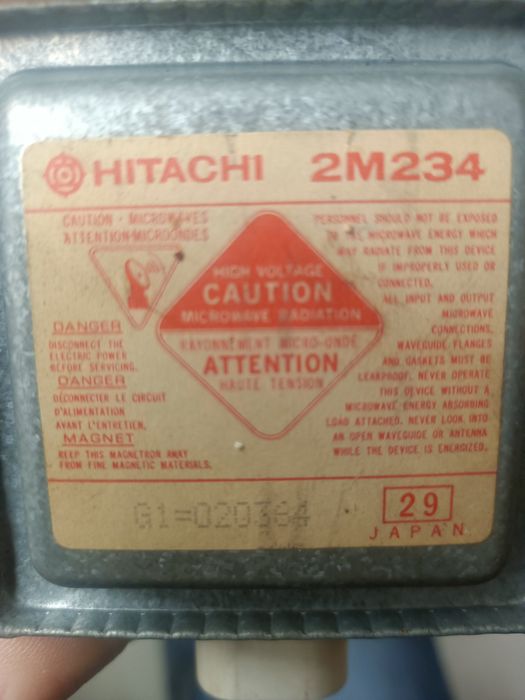 HITACHI 2M234
CAUTION · MICROWAVES
ATTENTION·MICROONDES
DANGER
DISCONNECT THE
ELECTRIC POWER
BEFORE SERVICING.
DANGER
DÉCONNECTER LE CIRCUIT
D'ALIMENTATION
AVANT L'ENTRETIEN.
MAGNET
KEEP THIS MAGNETRON AWAY
FROM FINE MAGNETIC MATERIALS.
HIGH VOLTAGE
CAUTION
MICROWAVE RADIATION
RAYONNEMENT MICRO-ONDE
ATTENTION
HAUTE TENSION
PERSONNEL SHOULD NOT BE EXPOSED
TO THE MICROWAVE ENERGY WHICH
MAY RADIATE FROM THIS DEVICE
IF IMPROPERLY USED OR
CONNECTED.
ALL INPUT AND OUTPUT
MICROWAVE
CONNECTIONS,
WAVEGUIDE FLANGES
AND GASKETS MUST BE
LEAKPROOF. NEVER OPERATE
THIS DEVICE WITHOUT A
MICROWAVE ENERGY ABSORBING
LOAD ATTACHED. NEVER LOOK INTO
AN OPEN WAVEGUIDE OR ANTENNA
WHILE THE DEVICE IS ENERGIZED.
29
JAPAN